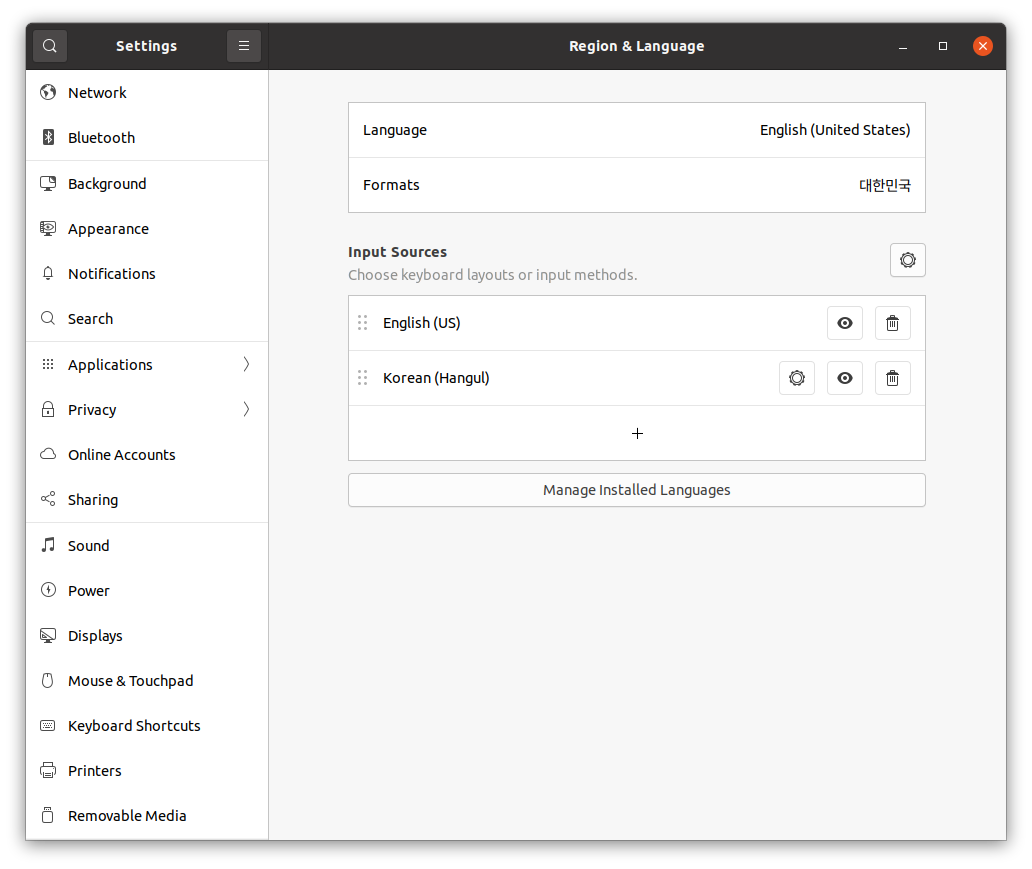 Settings
Region & Language
Network
Bluetooth
Background
Appearance
Notifications
Search
Applications
Privacy
Online Accounts
Sharing
Sound
Power
Displays
Mouse & Touchpad
Keyboard Shortcuts
Printers
Removable Media
Language English (United States)
Formats 대한민국
Input Sources
Choose keyboard layouts or input methods.
English (US)
Korean (Hangul)
Manage Installed Languages